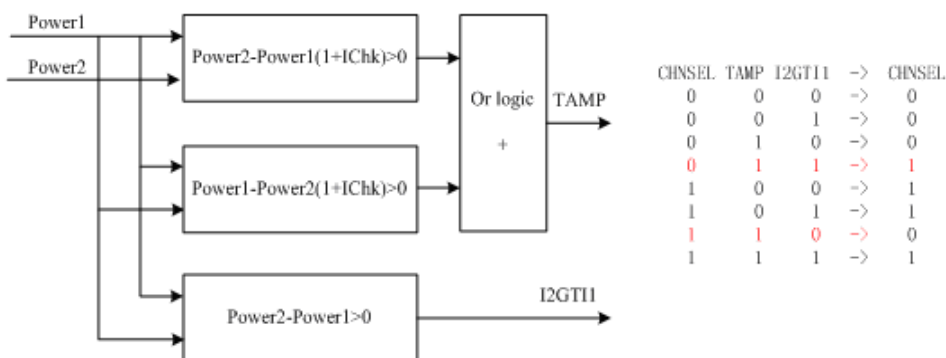 Power1
Power2
Power2-Power1(1+IChk)>0
Power1-Power2(1+IChk)>0
Or logic
+
TAMP
Power2-Power1>0
I2GTI1
CHNSEL TAMP I2GTI1 -> CHNSEL
0 0 0 -> 0
0 0 1 -> 0
0 1 0 -> 0
0 1 1 -> 1
1 0 0 -> 1
1 0 1 -> 1
1 1 0 -> 0
1 1 1 -> 1